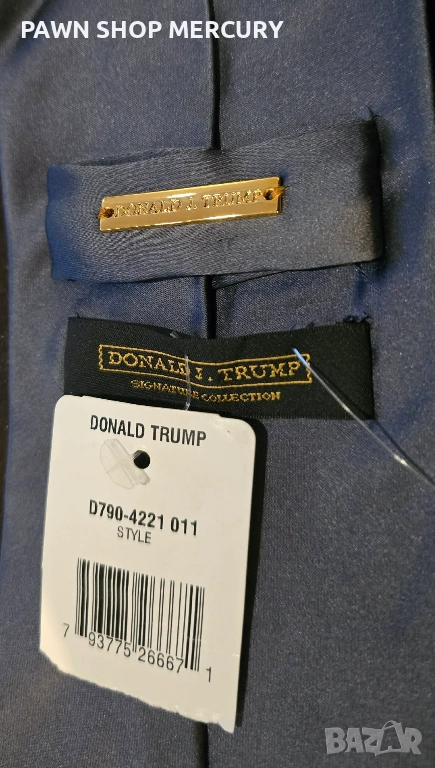 PAWN SHOP MERCURY
DONALD J. TRUMP
DONALD J. TRUMP
SIGNATURE COLLECTION
DONALD TRUMP
D790-4221 011
STYLE
7 93775 26667 1
BAZAR